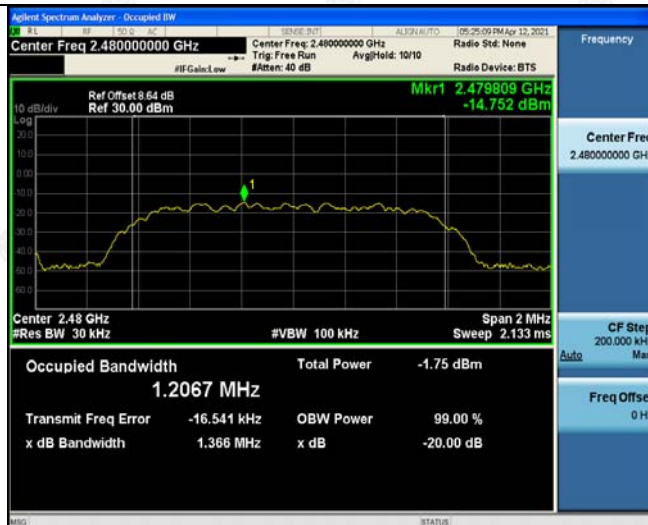 Agilent Spectrum Analyzer - Occupied BW
RL RF 50 Ω AC SENSE:INT ALIGN AUTO 05:25:09 PM Apr 12, 2021
Center Freq 2.480000000 GHz Center Freq: 2.480000000 GHz Radio Std: None Frequency
Trig: Free Run Avg|Hold: 10/10
#IFGain:Low #Atten: 40 dB Radio Device: BTS
Ref Offset 8.64 dB Mkr1 2.479809 GHz
10 dB/div Ref 30.00 dBm -14.752 dBm
Log
20.0
10.0
0.00
10.0
20.0
30.0
40.0
50.0
60.0
1
Center Fre
2.480000000 GH
Center 2.48 GHz Span 2 MHz
#Res BW 30 kHz #VBW 100 kHz Sweep 2.133 ms
CF Step
200.000 kH
Auto Ma
Occupied Bandwidth Total Power -1.75 dBm
1.2067 MHz
Transmit Freq Error -16.541 kHz OBW Power 99.00 %
x dB Bandwidth 1.366 MHz x dB -20.00 dB
Freq Offse
0 H
MSG STATUS